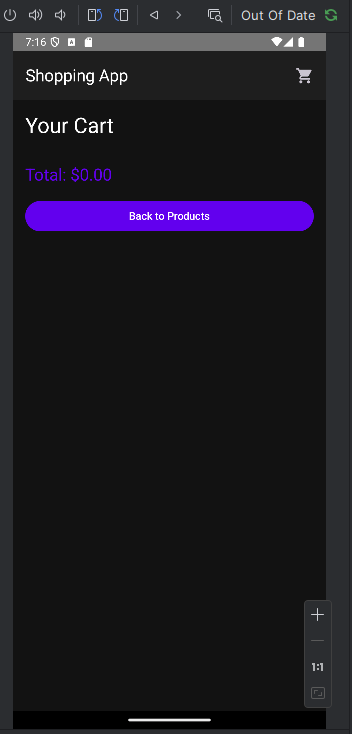 Out Of Date
7:16
Shopping App
Your Cart
Total: $0.00
Back to Products
1:1